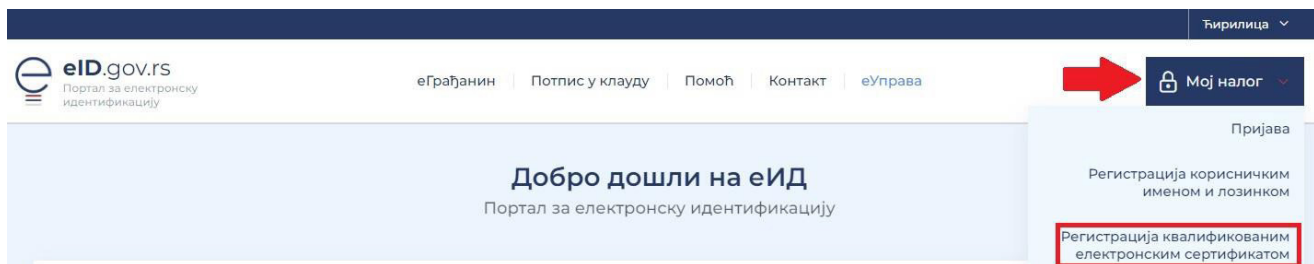 Ћирилица
eID.gov.rs
Портал за електронску
идентификацију
еГрађанин
Потпис у клауду
Помоћ
Контакт
еУправа
Мој налог
Пријава
Регистрација корисничким
именом и лозинком
Регистрација квалификованим
електронским сертификатом
Добро дошли на еИД
Портал за електронску идентификацију